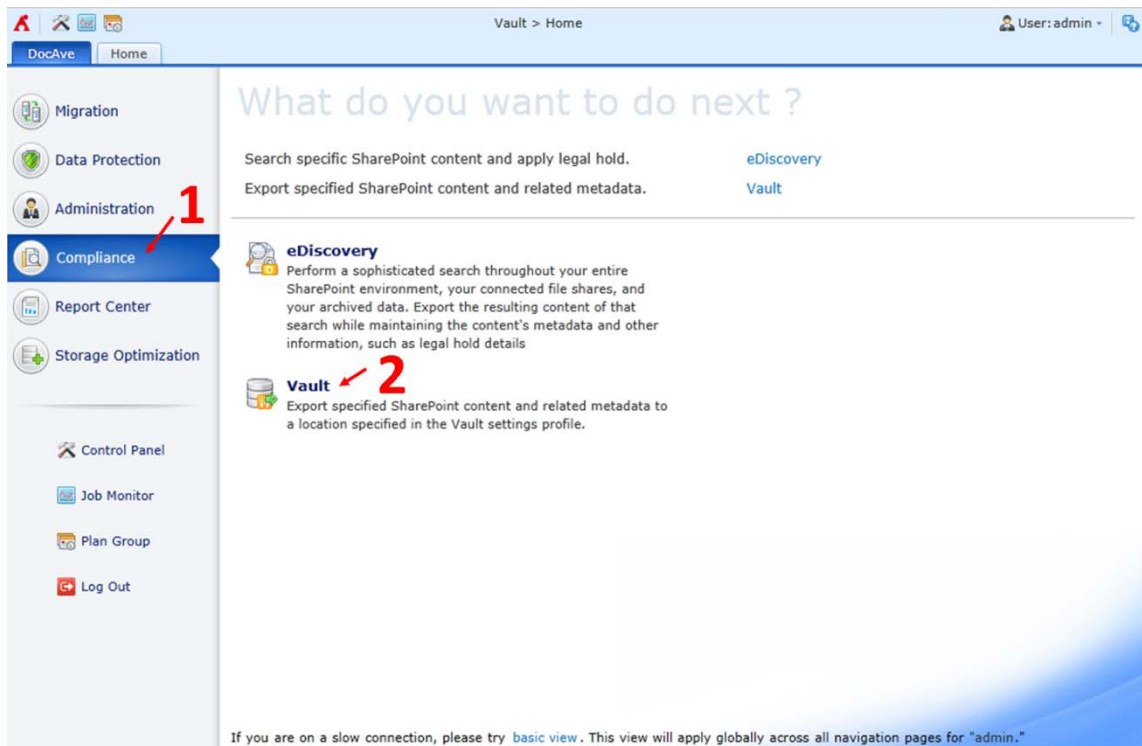 Vault > Home
User: admin
DocAve
Home
Migration
Data Protection
Administration
1
Compliance
Report Center
Storage Optimization
Control Panel
Job Monitor
Plan Group
Log Out
What do you want to do next ?
Search specific SharePoint content and apply legal hold. eDiscovery
Export specified SharePoint content and related metadata. Vault
eDiscovery
Perform a sophisticated search throughout your entire
SharePoint environment, your connected file shares, and
your archived data. Export the resulting content of that
search while maintaining the content's metadata and other
information, such as legal hold details
Vault
2
Export specified SharePoint content and related metadata to
a location specified in the Vault settings profile.
If you are on a slow connection, please try basic view. This view will apply globally across all navigation pages for "admin."